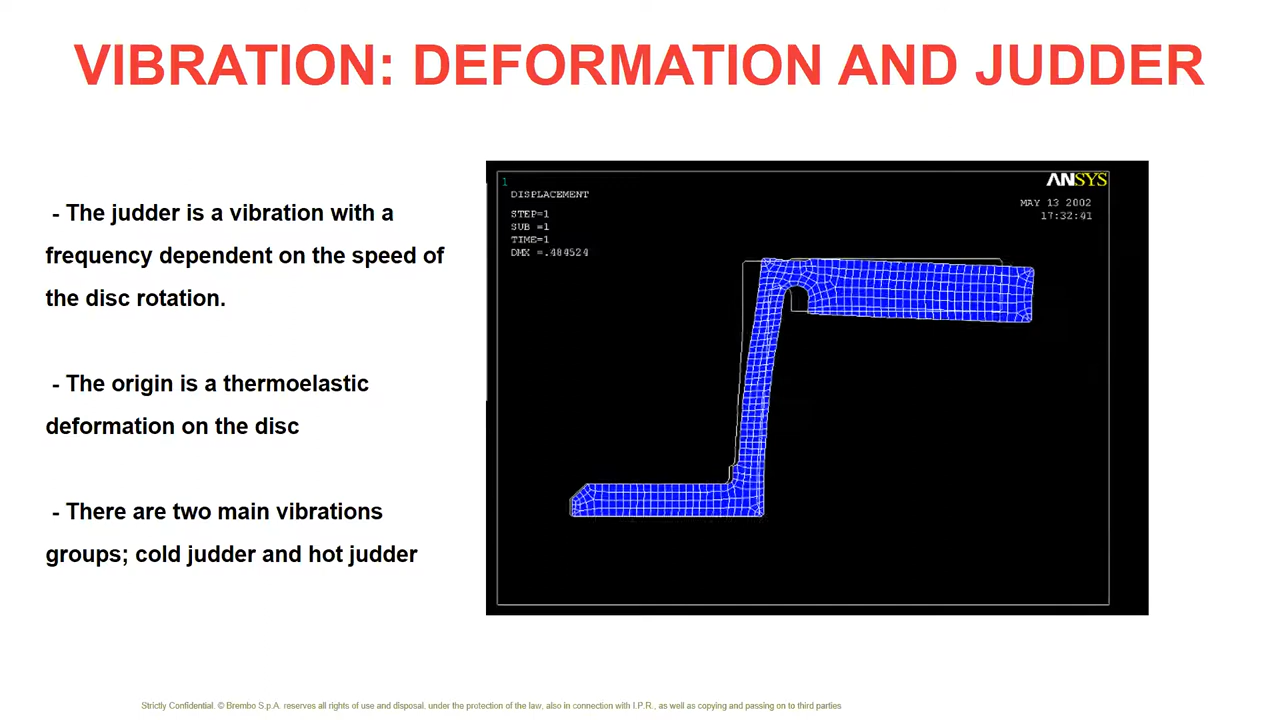 VIBRATION: DEFORMATION AND JUDDER
- The judder is a vibration with a
frequency dependent on the speed of
the disc rotation.
- The origin is a thermoelastic
deformation on the disc
- There are two main vibrations
groups; cold judder and hot judder
1
DISPLACEMENT
STEP=1
SUB =1
TIME=1
DMX =.484524
ANSYS
MAY 13 2002
17:32:41
Strictly Confidential. © Brembo S.p.A. reserves all rights of use and disposal, under the protection of the law, also in connection with I.P.R., as well as copying and passing on to third parties